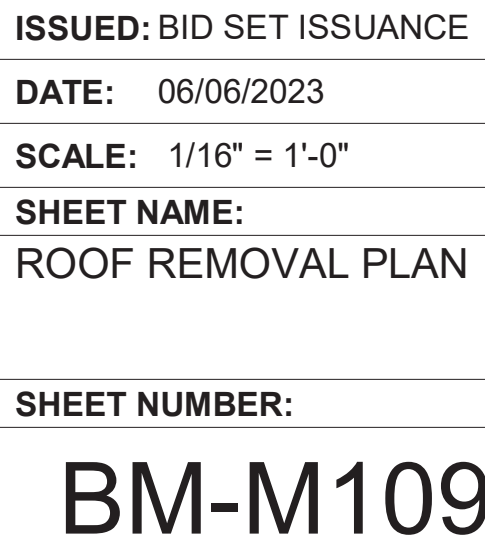 ISSUED: BID SET ISSUANCE
DATE: 06/06/2023
SCALE: 1/16" = 1'-0"
SHEET NAME:
ROOF REMOVAL PLAN
SHEET NUMBER:
BM-M109